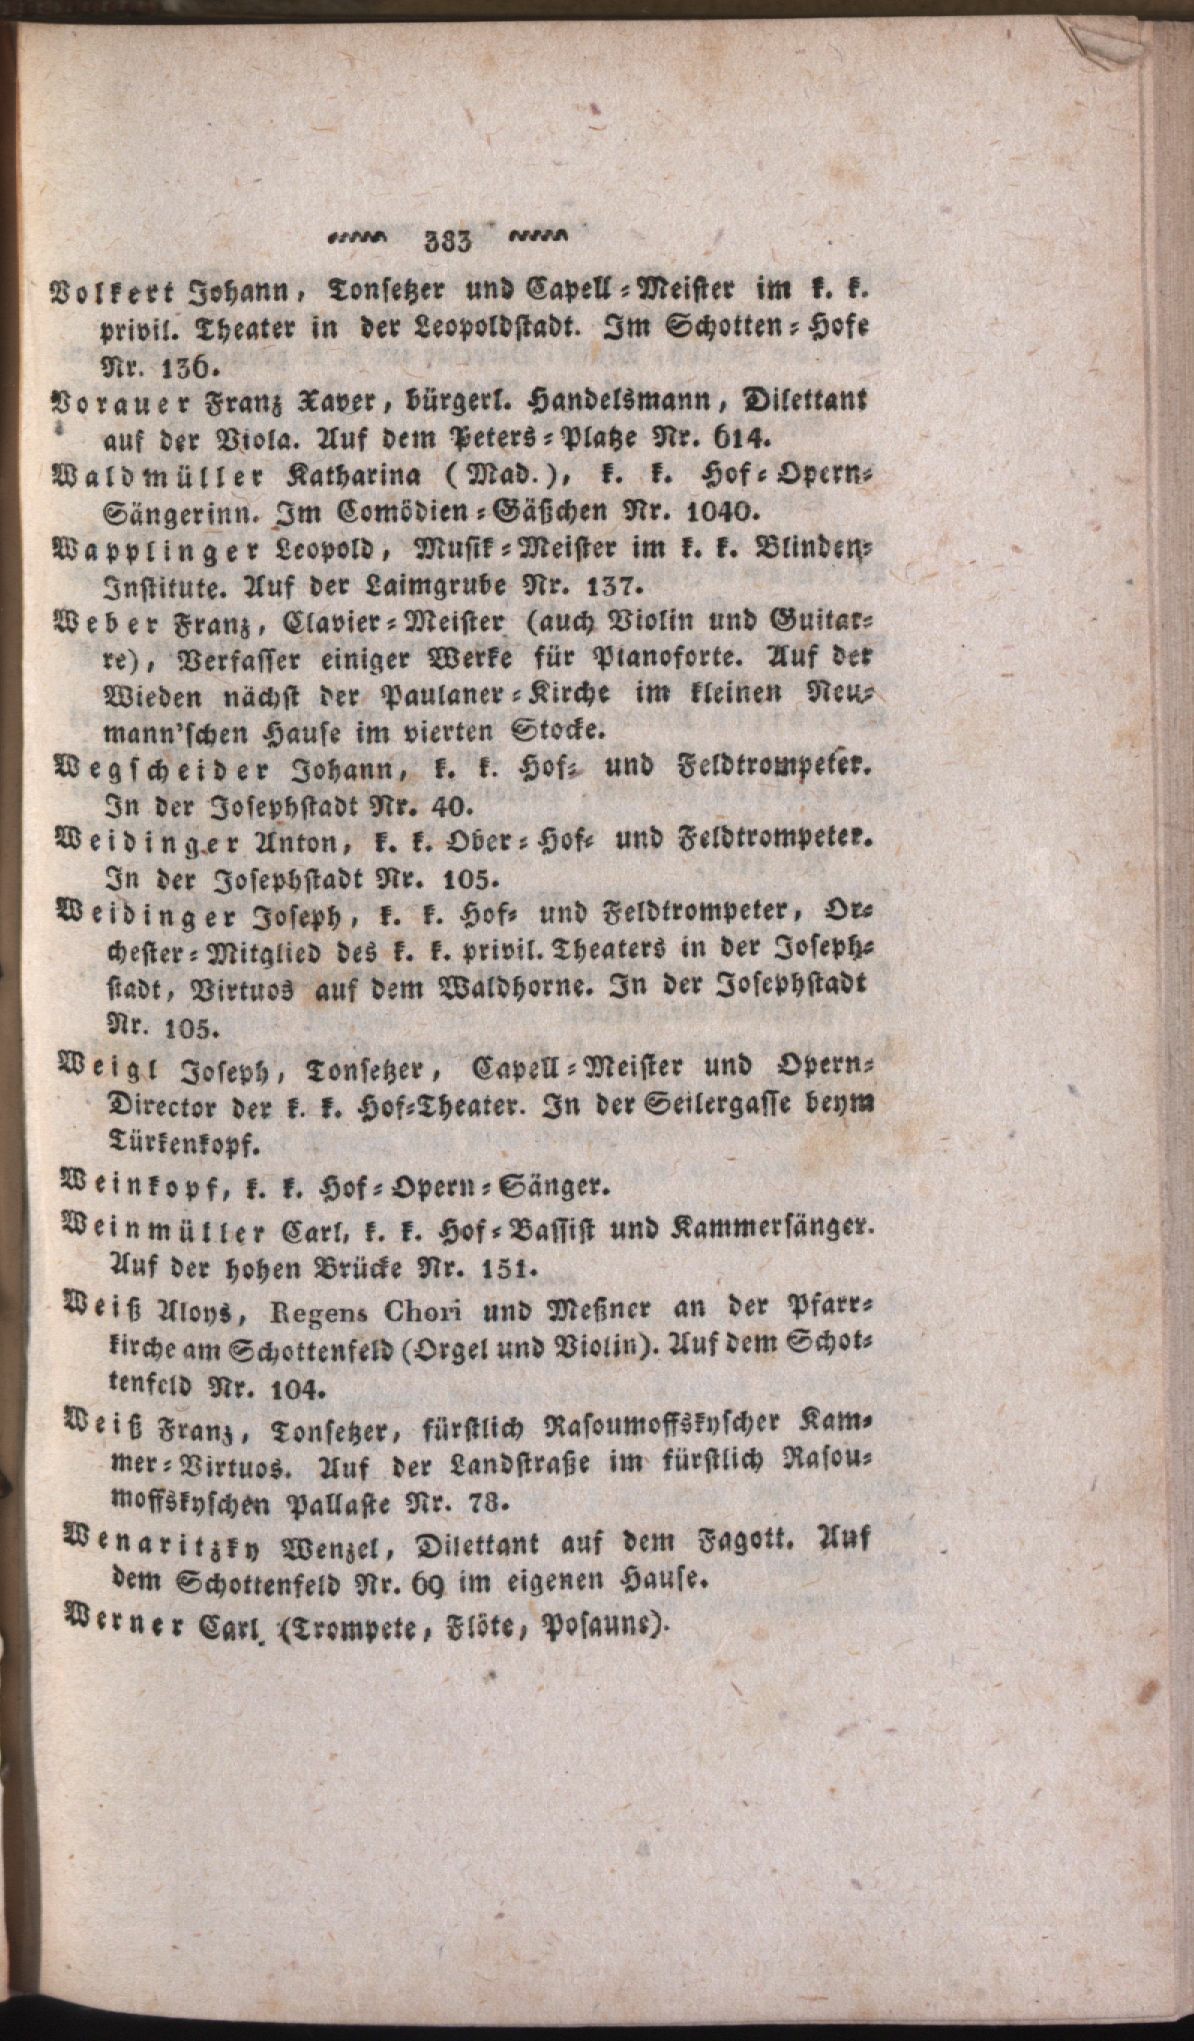 383
Volkert Johann, Tonsetzer und Capell-Meister im k. k.
privil. Theater in der Leopoldstadt. Im Schotten-Hofe
Nr. 136.
Vorauer Franz Xaver, bürgerl. Handelsmann, Dilettant
auf der Viola. Auf dem Peters-Platze Nr. 614.
Waldmüller Katharina (Mad.), k. k. Hof-Opern-
Sängerinn. Im Comödien-Gäßchen Nr. 1040.
Wapplinger Leopold, Musik-Meister im k. k. Blinden-
Institute. Auf der Laimgrube Nr. 137.
Weber Franz, Clavier-Meister (auch Violin und Guitar-
re), Verfasser einiger Werke für Pianoforte. Auf der
Wieden nächst der Paulaner-Kirche im kleinen Neu-
mann'schen Hause im vierten Stocke.
Wegscheider Johann, k. k. Hof- und Feldtrompeter.
In der Josephstadt Nr. 40.
Weidinger Anton, k. k. Ober-Hof- und Feldtrompeter.
In der Josephstadt Nr. 105.
Weidinger Joseph, k. k. Hof- und Feldtrompeter, Or-
chester-Mitglied des k. k. privil. Theaters in der Joseph-
stadt, Virtuos auf dem Waldhorne. In der Josephstadt
Nr. 105.
Weigl Joseph, Tonsetzer, Capell-Meister und Opern-
Director der k. k. Hof-Theater. In der Seilergasse beym
Türkenkopf.
Weinkopf, k. k. Hof-Opern-Sänger.
Weinmüller Carl, k. k. Hof-Bassist und Kammersänger.
Auf der hohen Brücke Nr. 151.
Weiß Aloys, Regens Chori und Meßner an der Pfarr-
kirche am Schottenfeld (Orgel und Violin). Auf dem Schot-
tenfeld Nr. 104.
Weiß Franz, Tonsetzer, fürstlich Rasoumoffskyscher Kam-
mer-Virtuos. Auf der Landstraße im fürstlich Rasou-
moffskyschen Pallaste Nr. 78.
Wenaritzky Wenzel, Dilettant auf dem Fagott. Auf
dem Schottenfeld Nr. 69 im eigenen Hause.
Werner Carl (Trompete, Flöte, Posaune).